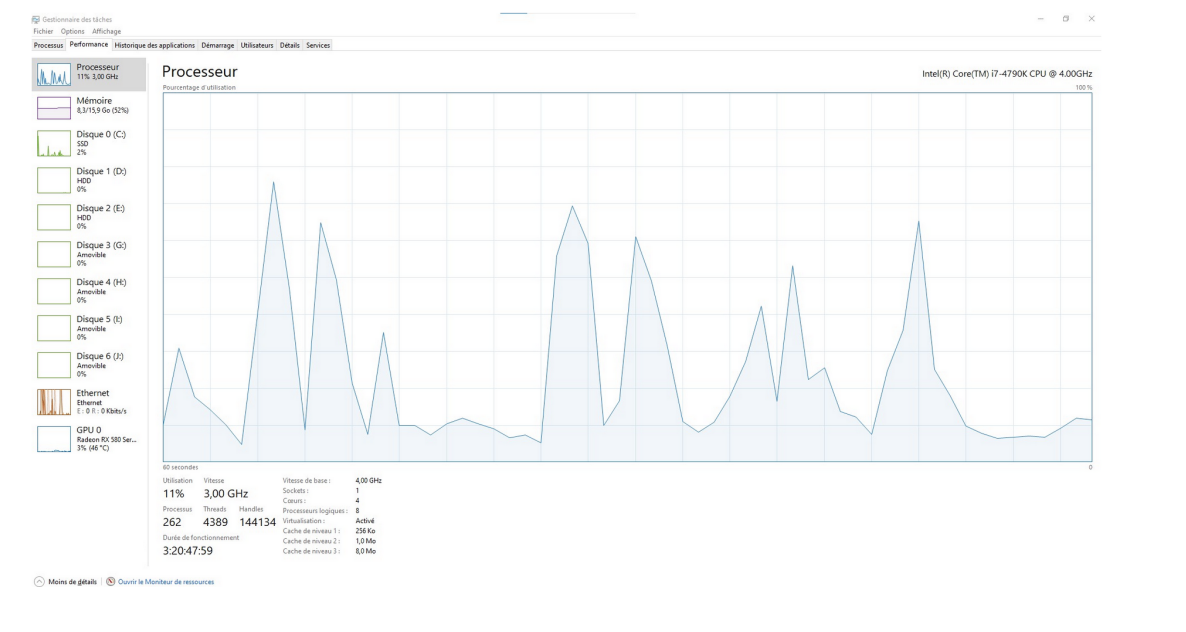 Gestionnaire des tâches
Fichier Options Affichage
Processus Performance Historique des applications Démarrage Utilisateurs Détails Services
Processeur
11% 3,00 GHz
Mémoire
8,3/15,9 Go (52%)
Disque 0 (C:)
SSD
2%
Disque 1 (D:)
HDD
0%
Disque 2 (E:)
HDD
0%
Disque 3 (G:)
Amovible
0%
Disque 4 (H:)
Amovible
0%
Disque 5 (I:)
Amovible
0%
Disque 6 (J:)
Amovible
0%
Ethernet
Ethernet
E : 0 R : 0 Kbits/s
GPU 0
Radeon RX 580 Ser...
3% (46 °C)
Processeur
Intel(R) Core(TM) i7-4790K CPU @ 4.00GHz
Pourcentage d'utilisation
100 %
60 secondes
0
Utilisation Vitesse
11% 3,00 GHz
Processus Threads Handles
262 4389 144134
Durée de fonctionnement
3:20:47:59
Vitesse de base : 4,00 GHz
Sockets : 1
Cœurs : 4
Processeurs logiques : 8
Virtualisation : Activé
Cache de niveau 1 : 256 Ko
Cache de niveau 2 : 1,0 Mo
Cache de niveau 3 : 8,0 Mo
Moins de détails Ouvrir le Moniteur de ressources